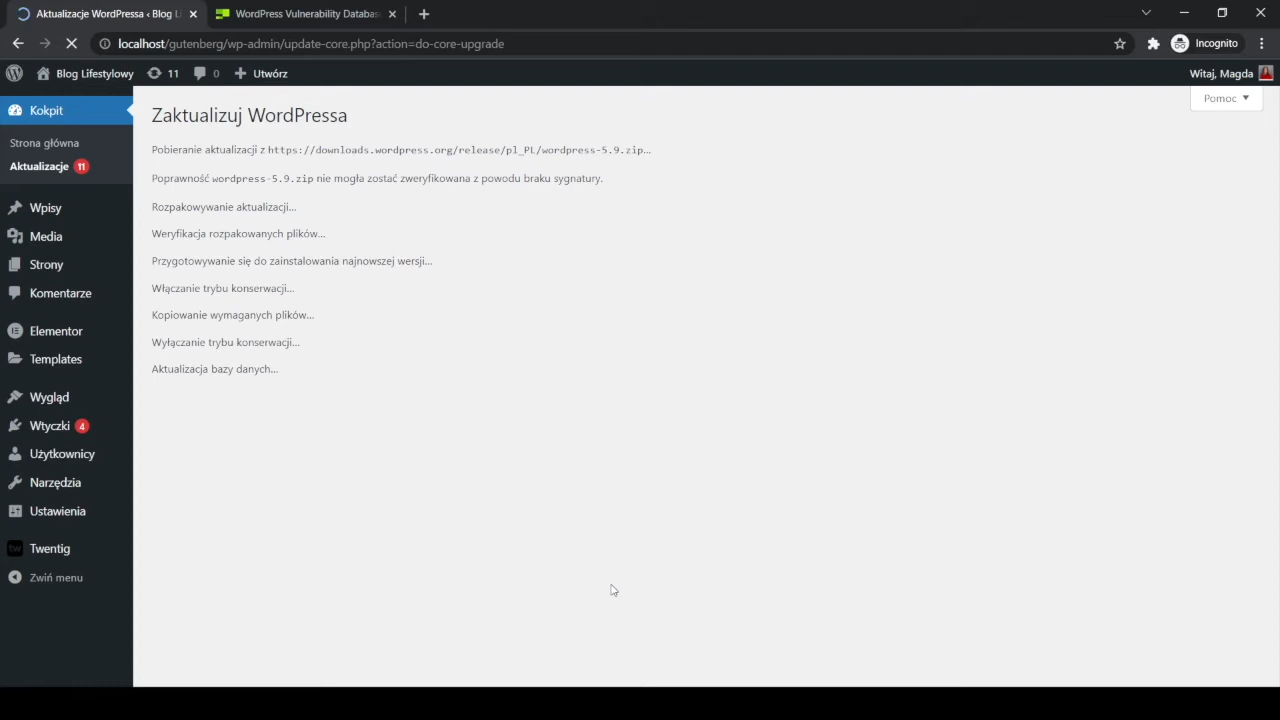 Aktualizacje WordPressa ‹ Blog Li
WordPress Vulnerability Database
localhost/gutenberg/wp-admin/update-core.php?action=do-core-upgrade
Incognito
Blog Lifestylowy
11
0
Utwórz
Witaj, Magda
Kokpit
Strona główna
Aktualizacje 11
Wpisy
Media
Strony
Komentarze
Elementor
Templates
Wygląd
Wtyczki 4
Użytkownicy
Narzędzia
Ustawienia
tw Twentig
Zwiń menu
Pomoc
Zaktualizuj WordPressa
Pobieranie aktualizacji z https://downloads.wordpress.org/release/pl_PL/wordpress-5.9.zip…
Poprawność wordpress-5.9.zip nie mogła zostać zweryfikowana z powodu braku sygnatury.
Rozpakowywanie aktualizacji…
Weryfikacja rozpakowanych plików…
Przygotowywanie się do zainstalowania najnowszej wersji…
Włączanie trybu konserwacji…
Kopiowanie wymaganych plików…
Wyłączanie trybu konserwacji…
Aktualizacja bazy danych…